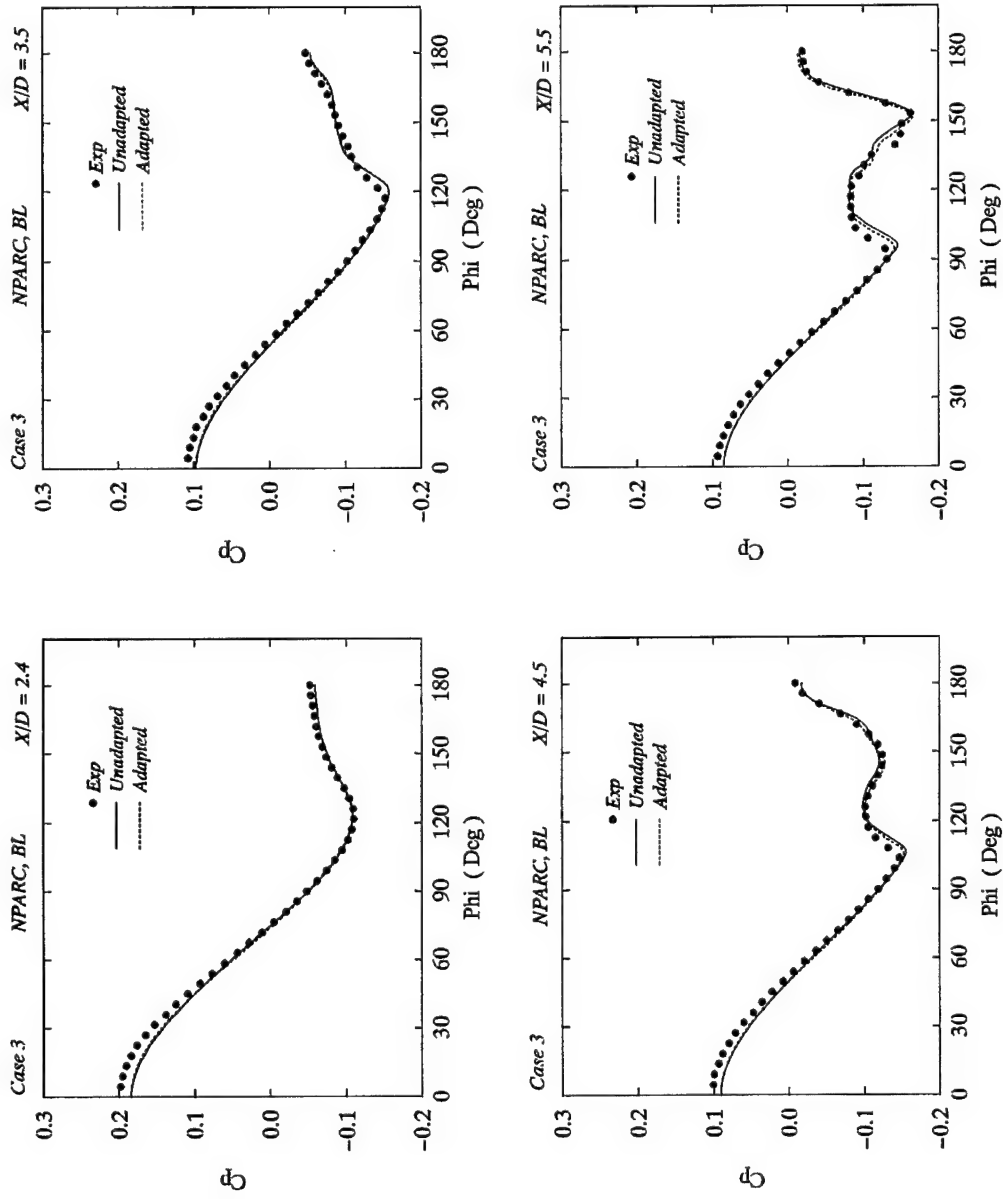 Case 3 NPARC, BL X/D = 2.4
Exp
Unadapted
Adapted
0.3
0.2
0.1
0.0
-0.1
-0.2
Cp
0 30 60 90 120 150 180
Phi ( Deg )
Case 3 NPARC, BL X/D = 3.5
Exp
Unadapted
Adapted
0.3
0.2
0.1
0.0
-0.1
-0.2
Cp
0 30 60 90 120 150 180
Phi ( Deg )
Case 3 NPARC, BL X/D = 4.5
Exp
Unadapted
Adapted
0.3
0.2
0.1
0.0
-0.1
-0.2
Cp
0 30 60 90 120 150 180
Phi ( Deg )
Case 3 NPARC, BL X/D = 5.5
Exp
Unadapted
Adapted
0.3
0.2
0.1
0.0
-0.1
-0.2
Cp
0 30 60 90 120 150 180
Phi ( Deg )